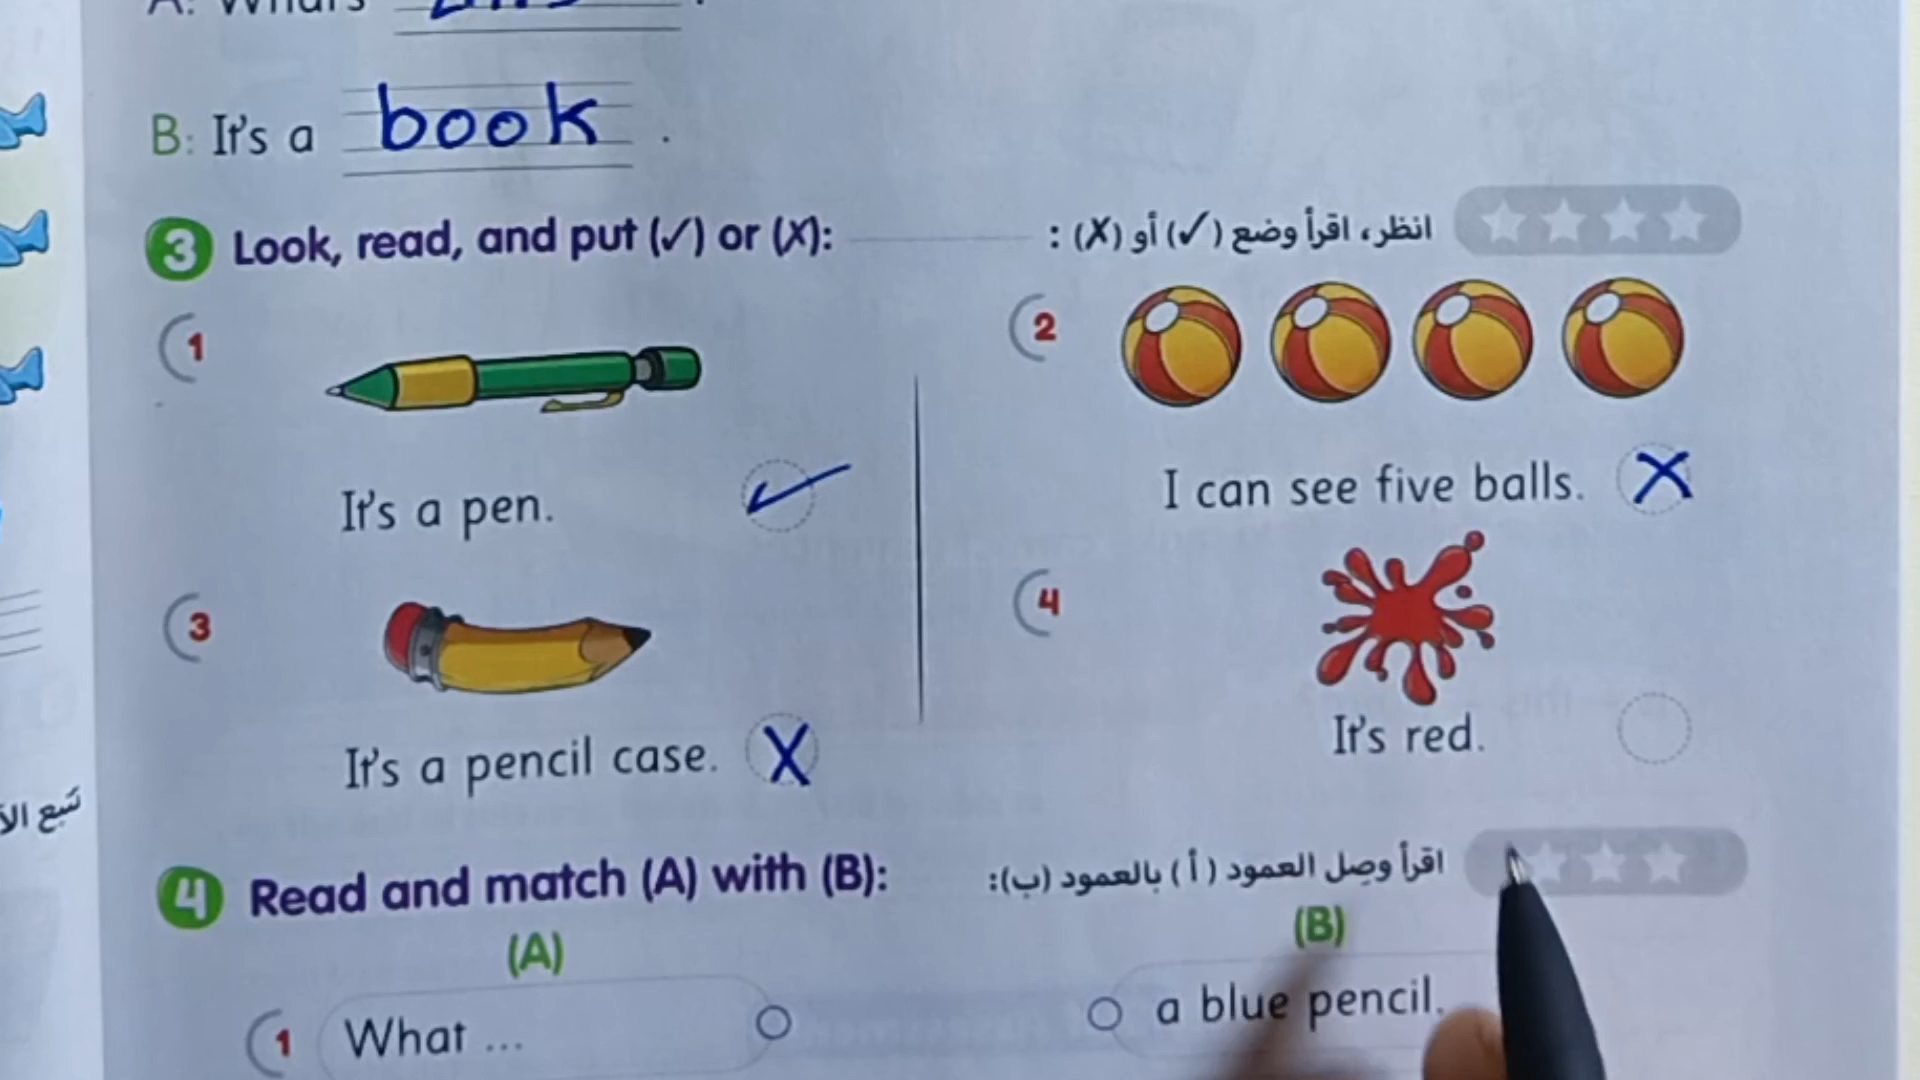 A: What's
B: It's a book .
3 Look, read, and put (✓) or (X):
انظر، اقرأ وضع (✓) أو (X) :
1
It's a pen. ✓
2
I can see five balls. X
3
It's a pencil case. X
4
It's red.
4 Read and match (A) with (B):
اقرأ وصِل العمود (أ) بالعمود (ب):
(A)
(B)
1 What ...
a blue pencil.